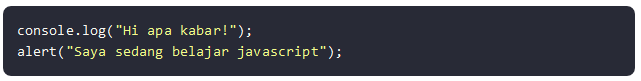 console.log("Hi apa kabar!");
alert("Saya sedang belajar javascript");